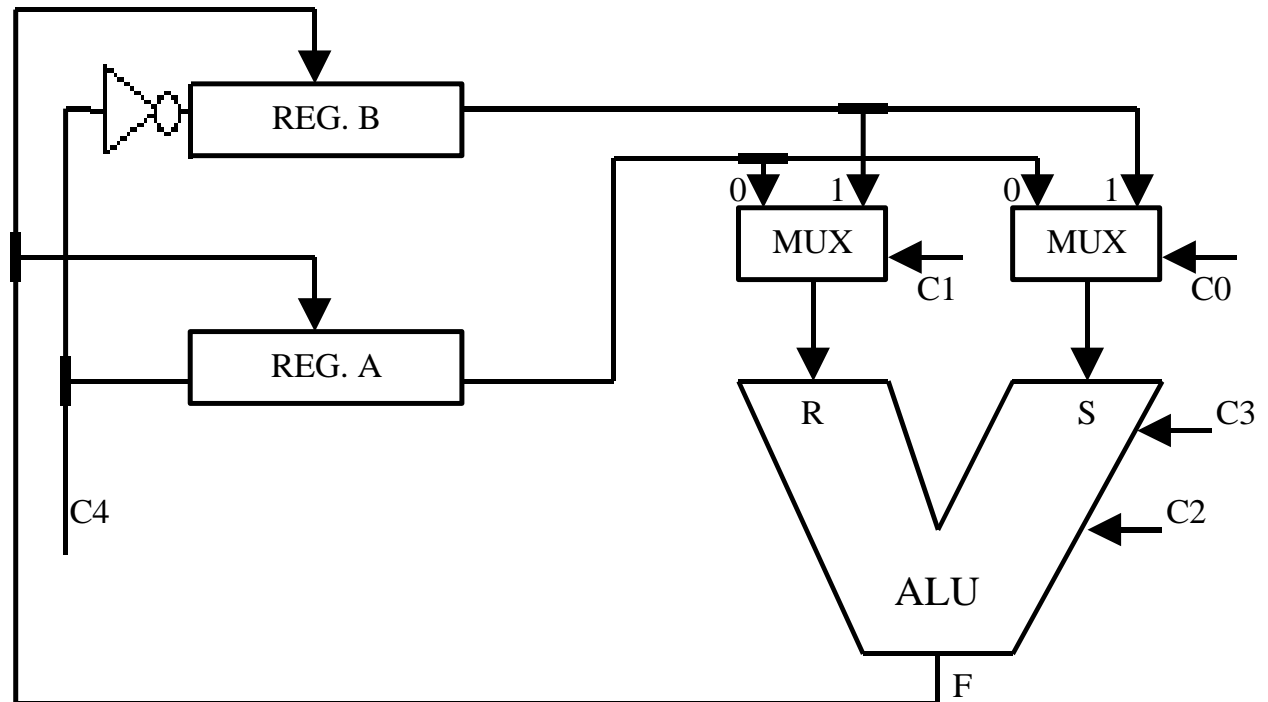 REG. B
0 1 0 1
MUX MUX
C1 C0
REG. A
R S C3
C4 C2
ALU
F